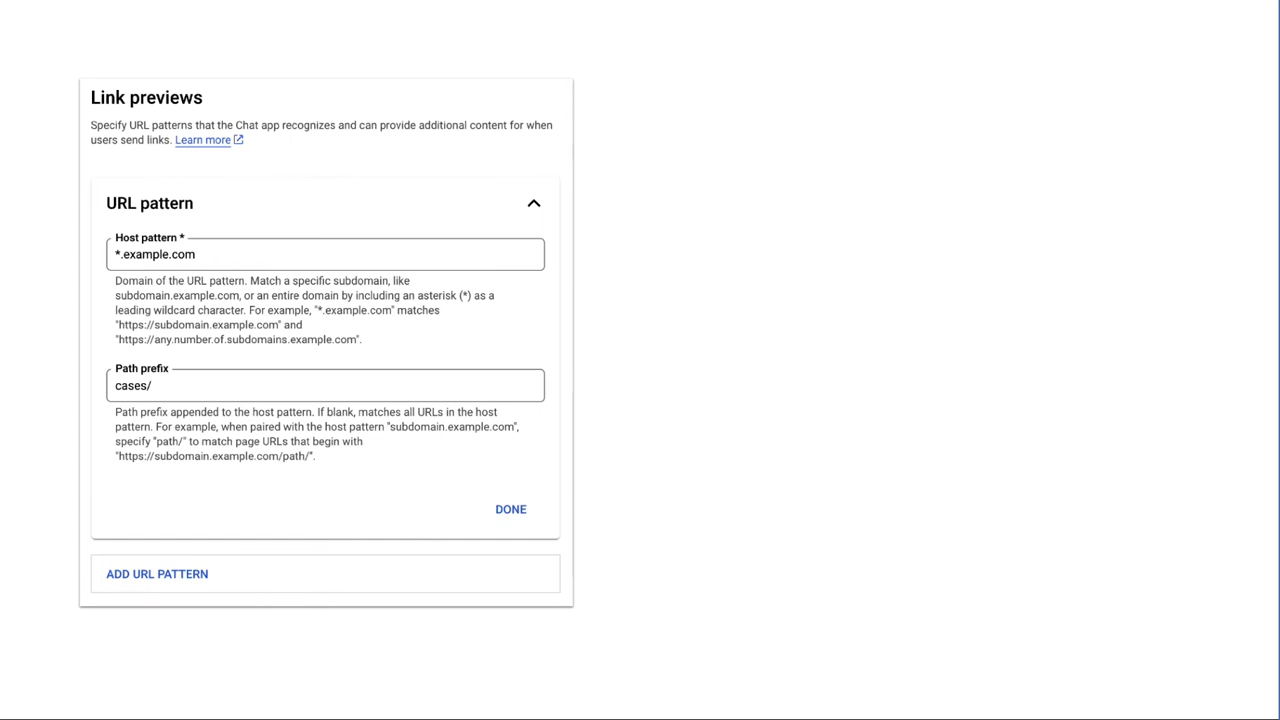 Link previews
Specify URL patterns that the Chat app recognizes and can provide additional content for when
users send links. Learn more
URL pattern
Host pattern *
*.example.com
Domain of the URL pattern. Match a specific subdomain, like
subdomain.example.com, or an entire domain by including an asterisk (*) as a
leading wildcard character. For example, "*.example.com" matches
"https://subdomain.example.com" and
"https://any.number.of.subdomains.example.com".
Path prefix
cases/
Path prefix appended to the host pattern. If blank, matches all URLs in the host
pattern. For example, when paired with the host pattern "subdomain.example.com",
specify "path/" to match page URLs that begin with
"https://subdomain.example.com/path/".
DONE
ADD URL PATTERN